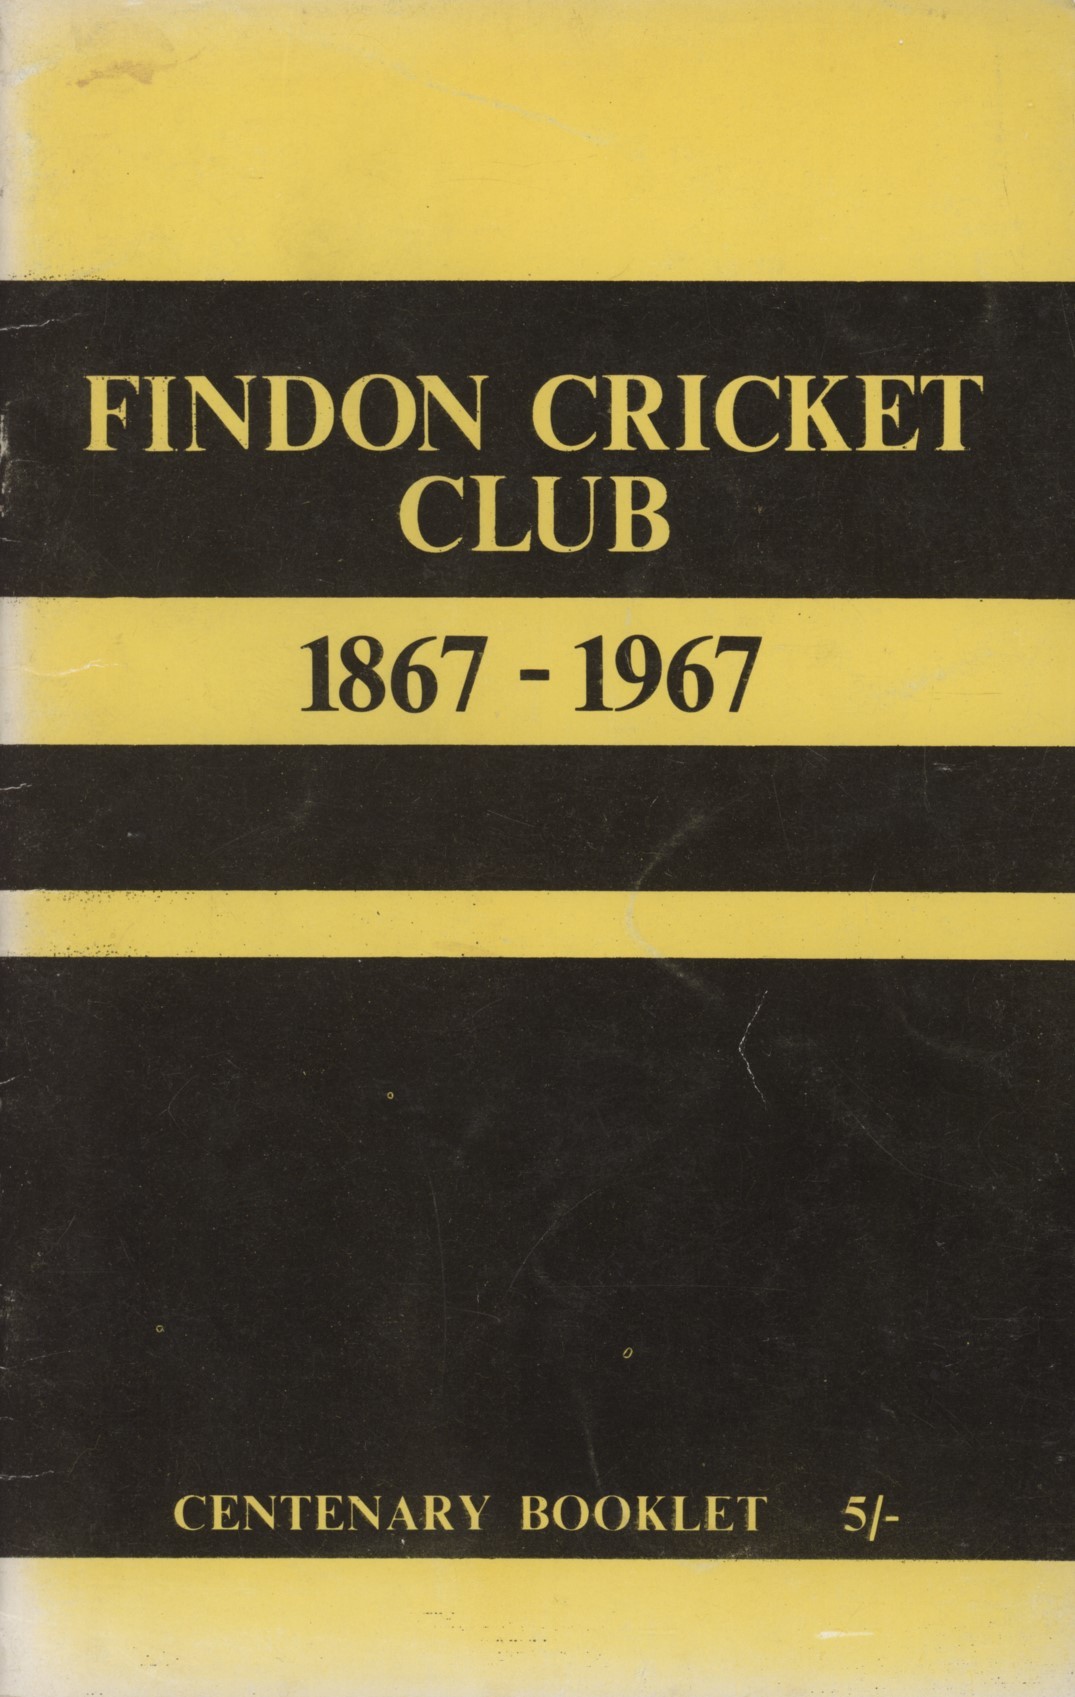 FINDON CRICKET
CLUB
1867 - 1967
CENTENARY BOOKLET 5/-